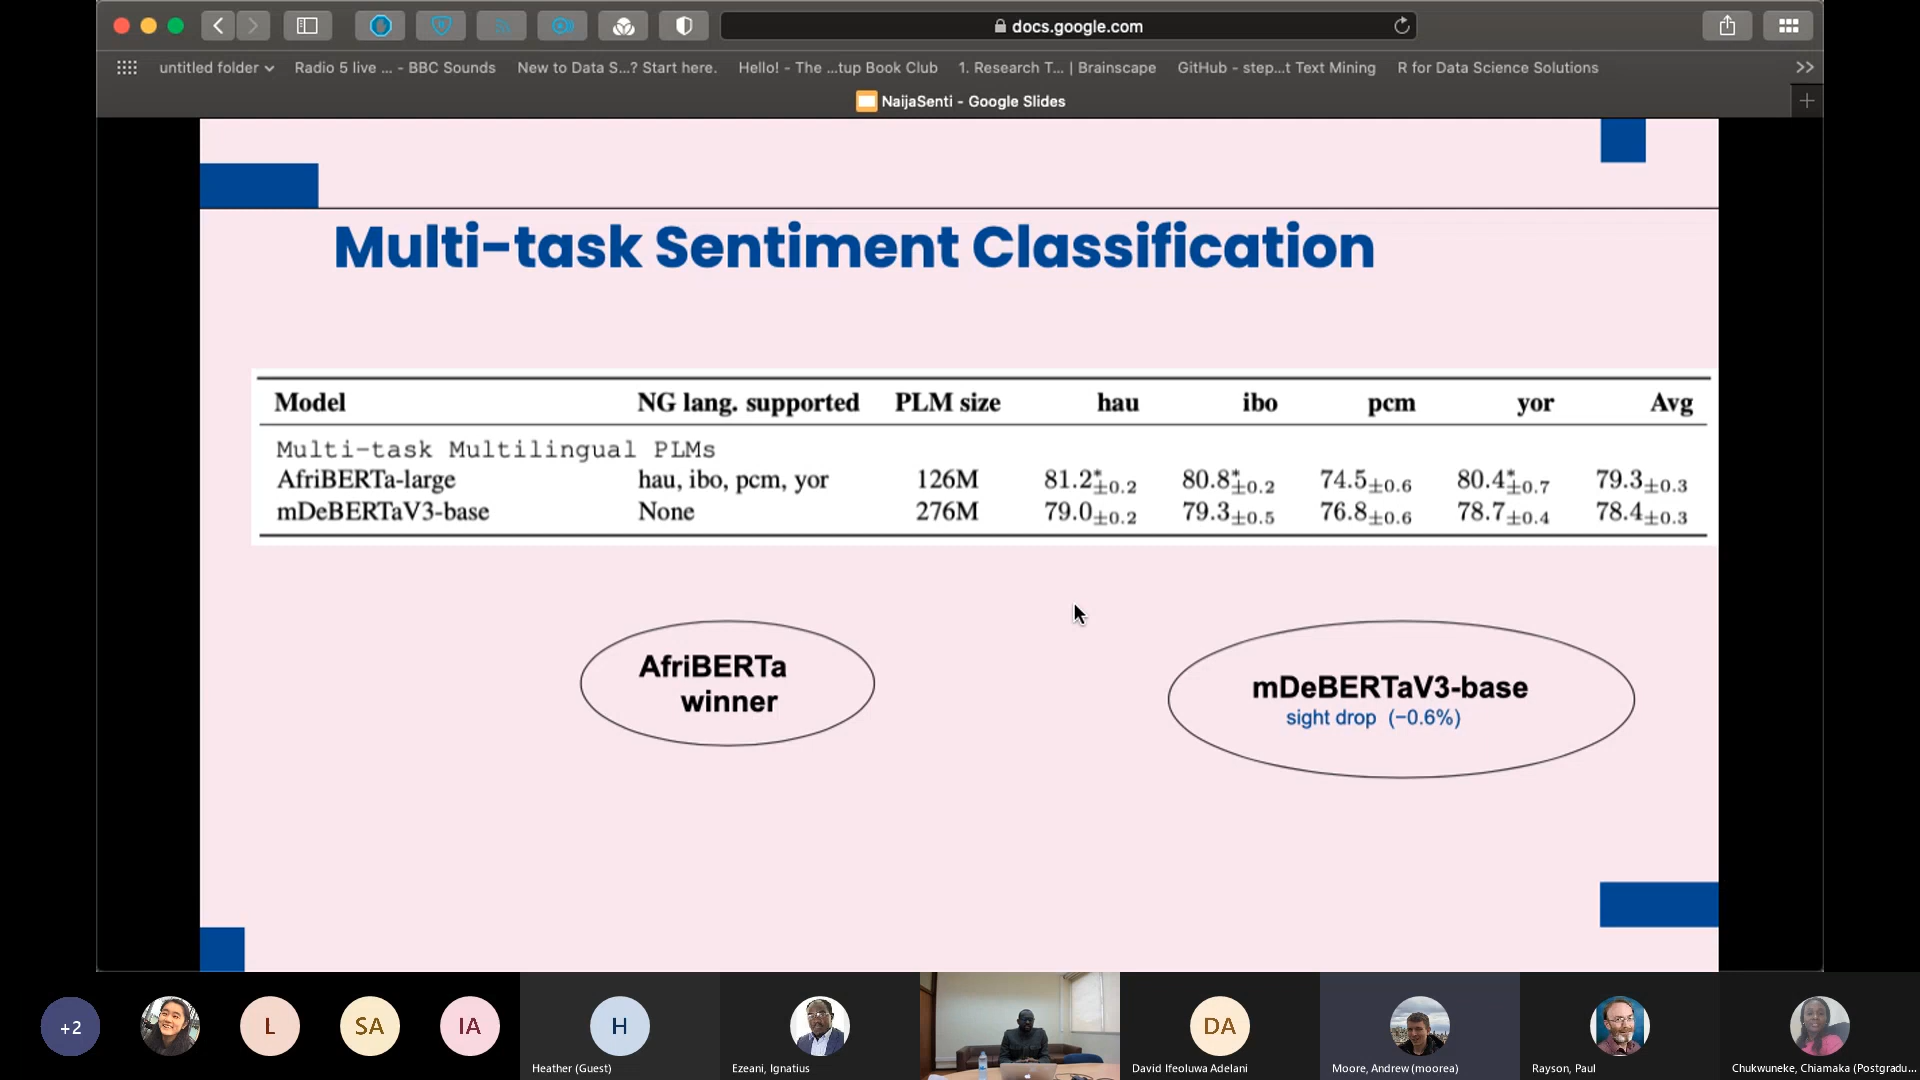 docs.google.com
untitled folder
Radio 5 live ... - BBC Sounds
New to Data S...? Start here.
Hello! - The ...tup Book Club
1. Research T... | Brainscape
GitHub - step...t Text Mining
R for Data Science Solutions
NaijaSenti - Google Slides
Multi-task Sentiment Classification
Model NG lang. supported PLM size hau ibo pcm yor Avg
Multi-task Multilingual PLMs
AfriBERTa-large hau, ibo, pcm, yor 126M 81.2*±0.2 80.8*±0.2 74.5±0.6 80.4*±0.7 79.3±0.3
mDeBERTaV3-base None 276M 79.0±0.2 79.3±0.5 76.8±0.6 78.7±0.4 78.4±0.3
AfriBERTa
winner
mDeBERTaV3-base
sight drop (−0.6%)
+2
L
SA
IA
H
DA
Heather (Guest)
Ezeani, Ignatius
David Ifeoluwa Adelani
Moore, Andrew (moorea)
Rayson, Paul
Chukwuneke, Chiamaka (Postgradu...